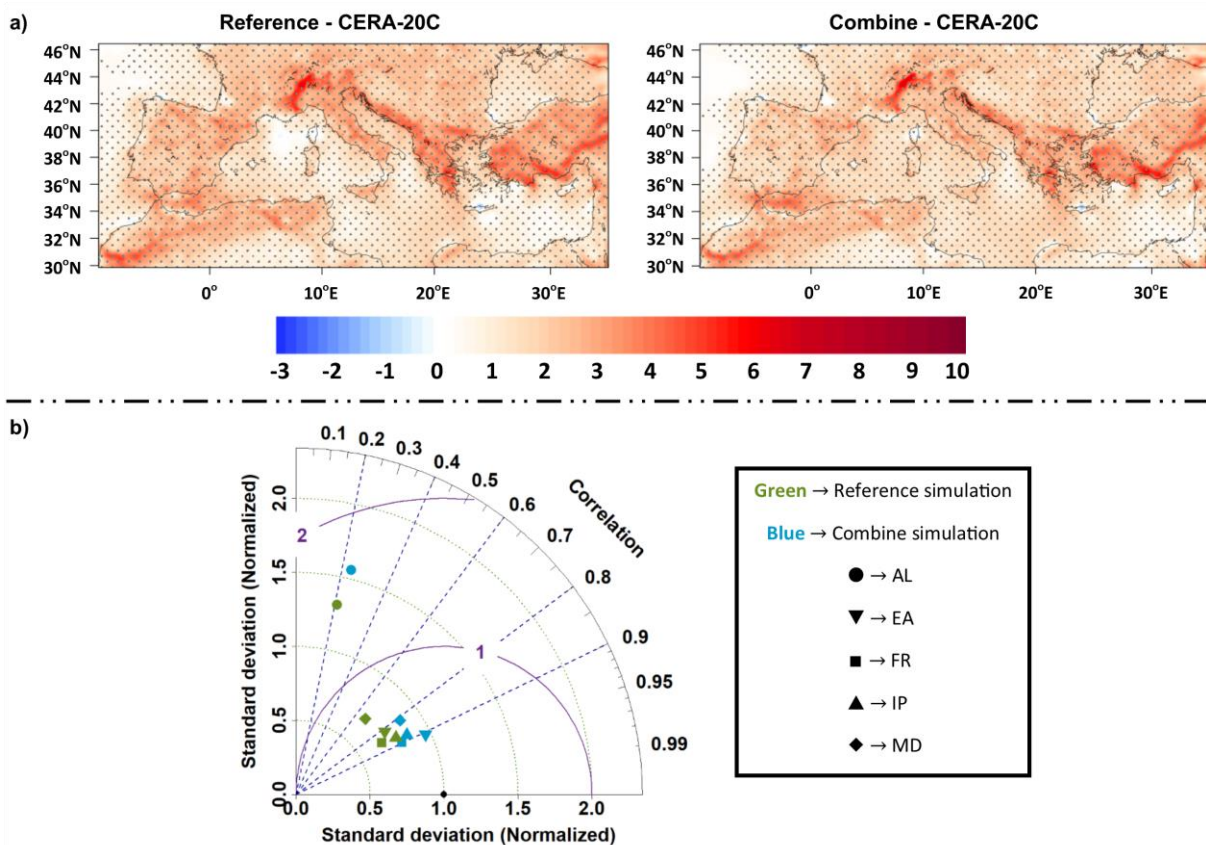 a)
Reference - CERA-20C
Combine - CERA-20C
46°N
44°N
42°N
40°N
38°N
36°N
34°N
32°N
30°N
0° 10°E 20°E 30°E
46°N
44°N
42°N
40°N
38°N
36°N
34°N
32°N
30°N
0° 10°E 20°E 30°E
-3 -2 -1 0 1 2 3 4 5 6 7 8 9 10
b)
Standard deviation (Normalized)
2.0
1.5
1.0
0.5
0.0
0.1 0.2 0.3 0.4 0.5 0.6 0.7 0.8 0.9 0.95 0.99
Correlation
2
1
0.0 0.5 1.0 1.5 2.0
Standard deviation (Normalized)
Green → Reference simulation
Blue → Combine simulation
→ AL
→ EA
→ FR
→ IP
→ MD